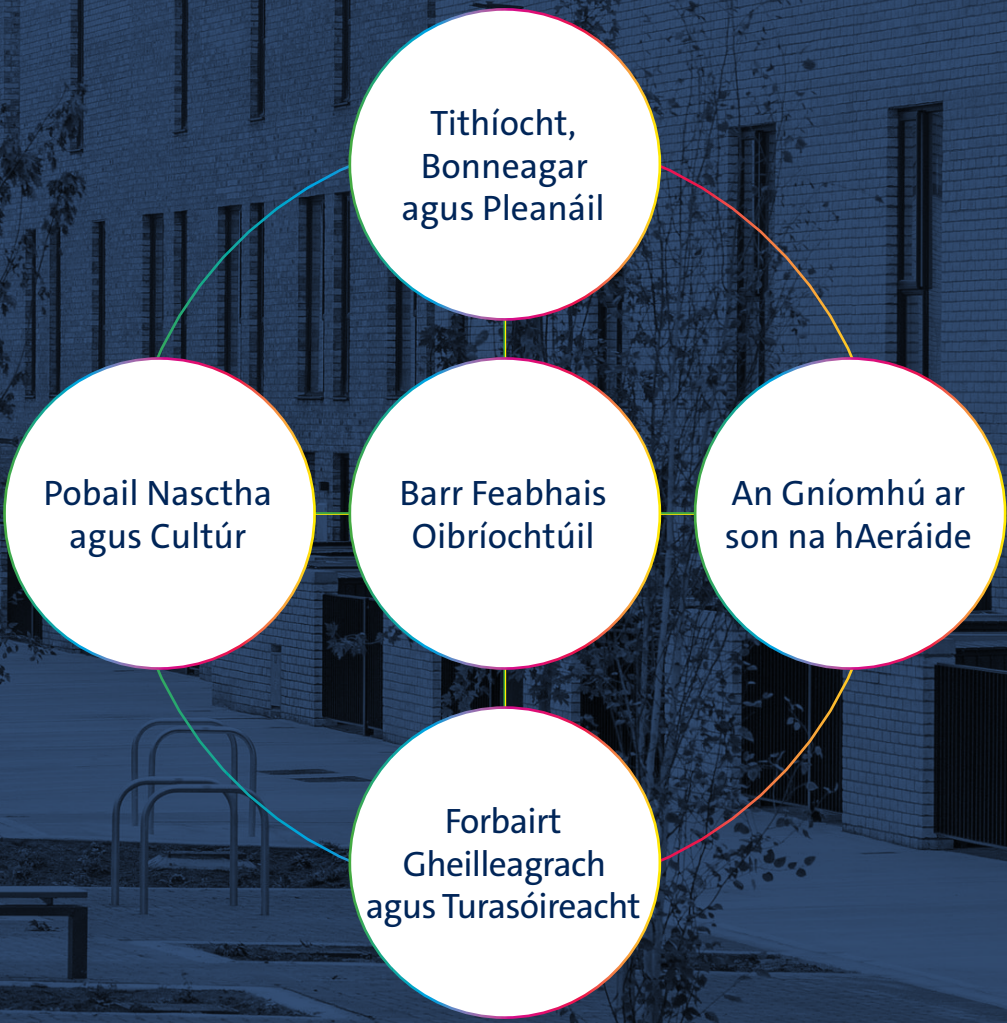 Tithíocht,
Bonneagar
agus Pleanáil
Pobail Nasctha
agus Cultúr
Barr Feabhais
Oibríochtúil
An Gníomhú ar
son na hAeráide
Forbairt
Gheilleagrach
agus Turasóireacht